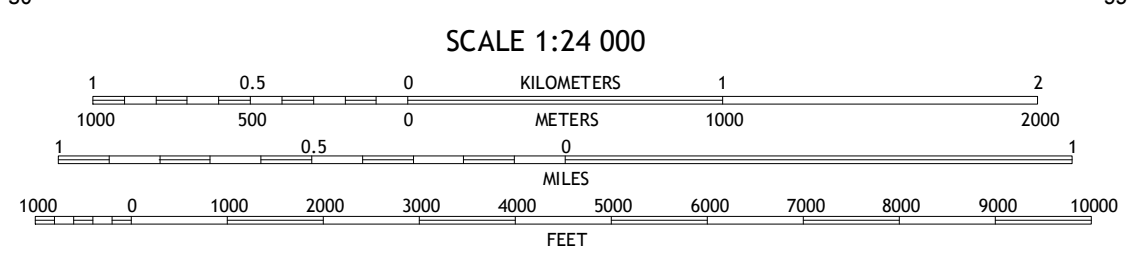 SCALE 1:24 000
1 0.5 0 KILOMETERS 1 2
1000 500 0 METERS 1000 2000
1 0.5 0 1
MILES
1000 0 1000 2000 3000 4000 5000 6000 7000 8000 9000 10000
FEET